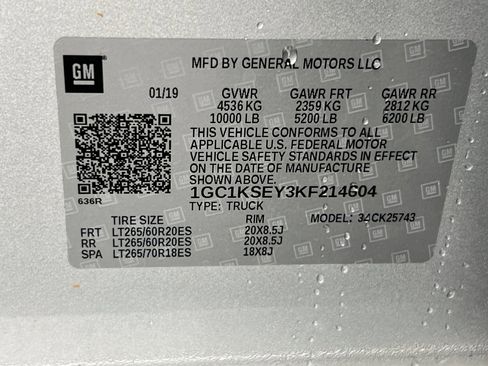 GM
MFD BY GENERAL MOTORS LLC
01/19 GVWR GAWR FRT GAWR RR
4536 KG 2359 KG 2812 KG
10000 LB 5200 LB 6200 LB
THIS VEHICLE CONFORMS TO ALL
APPLICABLE U.S. FEDERAL MOTOR
VEHICLE SAFETY STANDARDS IN EFFECT
ON THE DATE OF MANUFACTURE
SHOWN ABOVE.
636R
1GC1KSEY3KF214504
TYPE: TRUCK MODEL: 34CK25743
TIRE SIZE RIM
FRT LT265/60R20ES 20X8.5J
RR LT265/60R20ES 20X8.5J
SPA LT265/70R18ES 18X8J